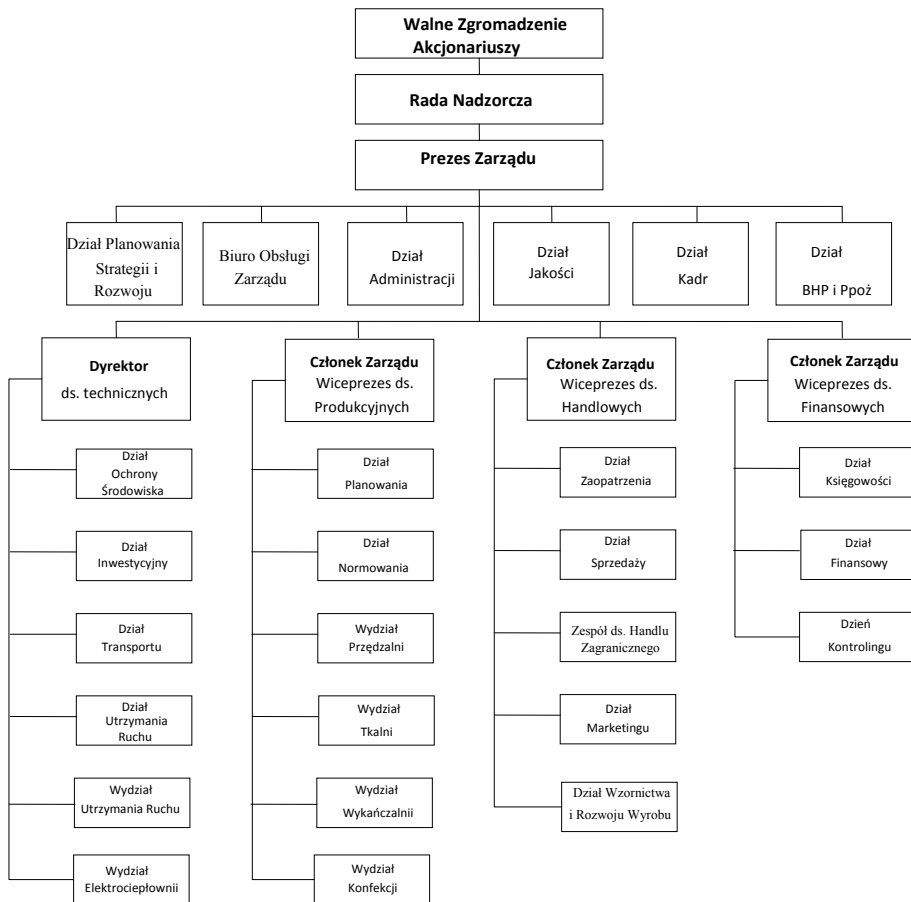 Walne Zgromadzenie
Akcjonariuszy
Rada Nadzorcza
Prezes Zarządu
Dział Planowania
Strategii i
Rozwoju
Biuro Obsługi
Zarządu
Dział
Administracji
Dział
Jakości
Dział
Kadr
Dział
BHP i Ppoż
Dyrektor
ds. technicznych
Członek Zarządu
Wiceprezes ds.
Produkcyjnych
Członek Zarządu
Wiceprezes ds.
Handlowych
Członek Zarządu
Wiceprezes ds.
Finansowych
Dział
Ochrony
Środowiska
Dział
Inwestycyjny
Dział
Transportu
Dział
Utrzymania
Ruchu
Wydział
Utrzymania Ruchu
Wydział
Elektrociepłownii
Dział
Planowania
Dział
Normowania
Wydział
Przędzalni
Wydział
Tkalni
Wydział
Wykańczalnii
Wydział
Konfekcji
Dział
Zaopatrzenia
Dział
Sprzedaży
Zespół ds. Handlu
Zagranicznego
Dział
Marketingu
Dział Wzornictwa
i Rozwoju Wyrobu
Dział
Księgowości
Dział
Finansowy
Dzień
Kontrolingu